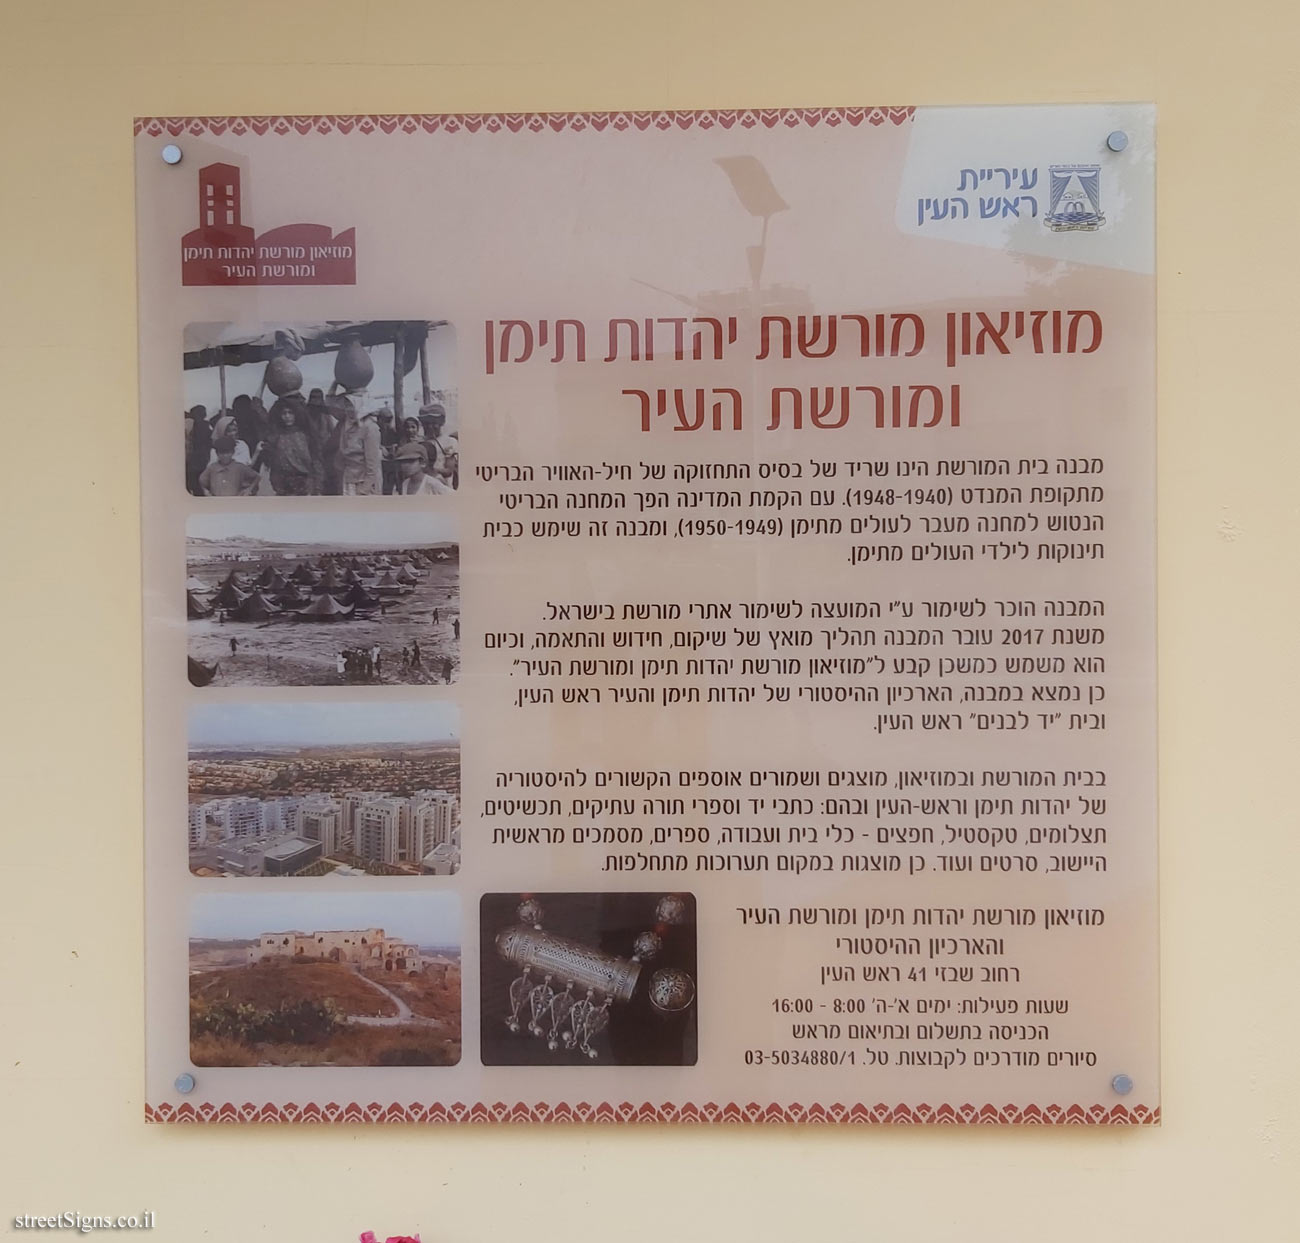 עיריית
ראש העין
מוזיאון מורשת יהדות תימן
ומורשת העיר
מוזיאון מורשת יהדות תימן
ומורשת העיר
מבנה בית המורשת הינו שריד של בסיס התחזוקה של חיל-האוויר הבריטי
מתקופת המנדט (1948-1940). עם הקמת המדינה הפך המחנה הבריטי
הנטוש למחנה מעבר לעולים מתימן (1950-1949), ומבנה זה שימש כבית
תינוקות לילדי העולים מתימן.
המבנה הוכר לשימור ע"י המועצה לשימור אתרי מורשת בישראל.
משנת 2017 עובר המבנה תהליך מואץ של שיקום, חידוש והתאמה, וכיום
הוא משמש כמשכן קבע ל"מוזיאון מורשת יהדות תימן ומורשת העיר".
כן נמצא במבנה, הארכיון ההיסטורי של יהדות תימן והעיר ראש העין,
ובית "יד לבנים" ראש העין.
בבית המורשת ובמוזיאון, מוצגים ושמורים אוספים הקשורים להיסטוריה
של יהדות תימן וראש-העין ובהם: כתבי יד וספרי תורה עתיקים, תכשיטים,
תצלומים, טקסטיל, חפצים - כלי בית ועבודה, ספרים, מסמכים מראשית
היישוב, סרטים ועוד. כן מוצגות במקום תערוכות מתחלפות.
מוזיאון מורשת יהדות תימן ומורשת העיר
והארכיון ההיסטורי
רחוב שבזי 41 ראש העין
שעות פעילות: ימים א'-ה' 8:00 - 16:00
הכניסה בתשלום ובתיאום מראש
סיורים מודרכים לקבוצות. טל. 03-5034880/1
streetSigns.co.il